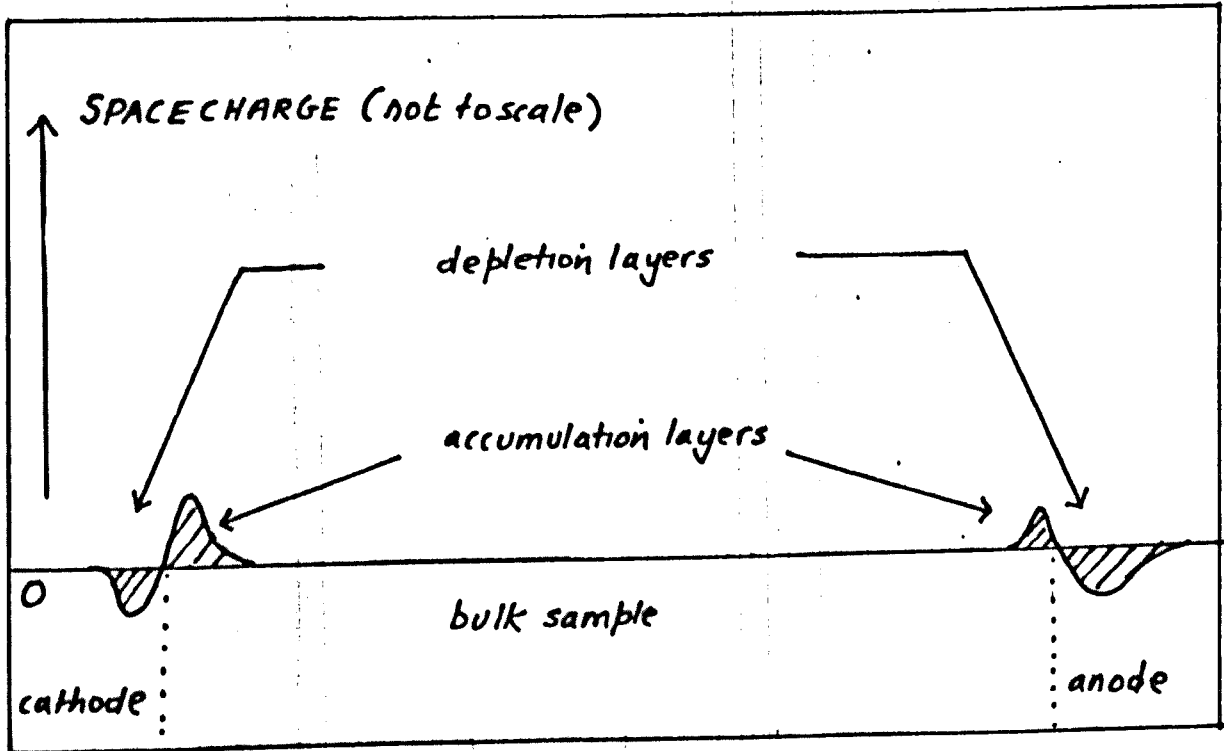 SPACECHARGE (not to scale)
depletion layers
accumulation layers
0
bulk sample
cathode
anode